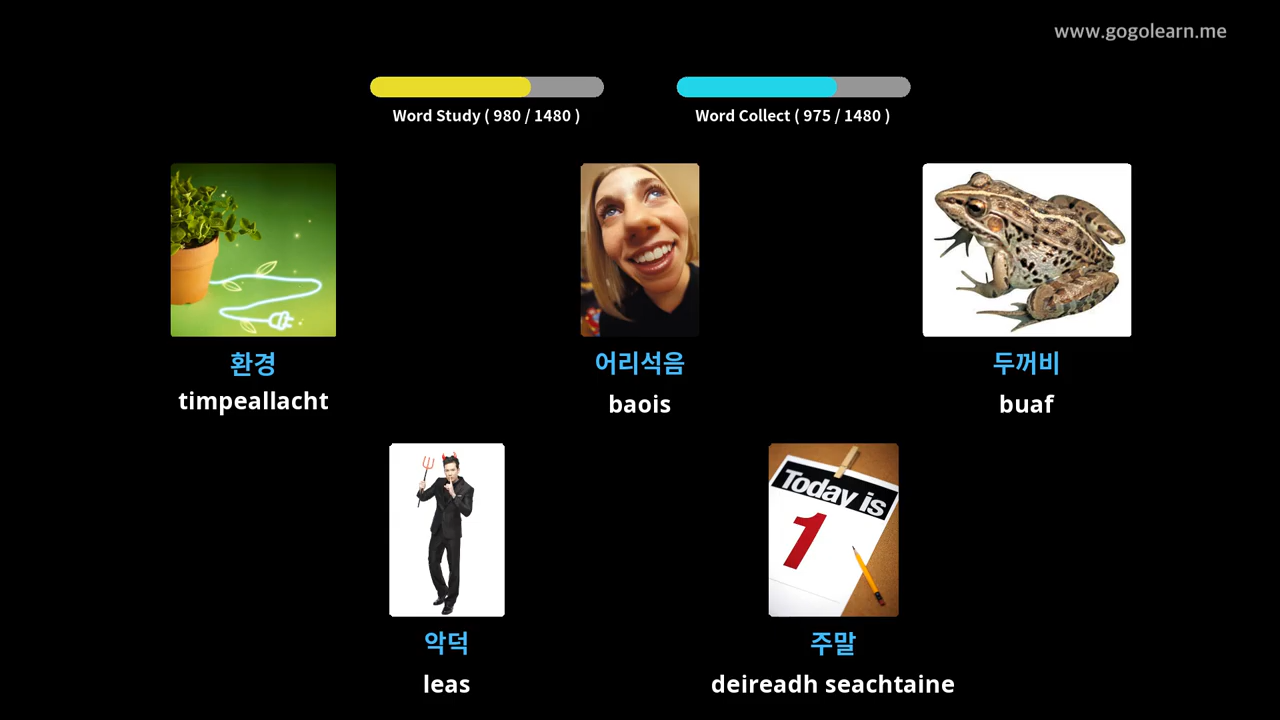 www.gogolearn.me
Word Study ( 980 / 1480 )
Word Collect ( 975 / 1480 )
환경
timpeallacht
어리석음
baois
두꺼비
buaf
Today is
1
악덕
leas
주말
deireadh seachtaine